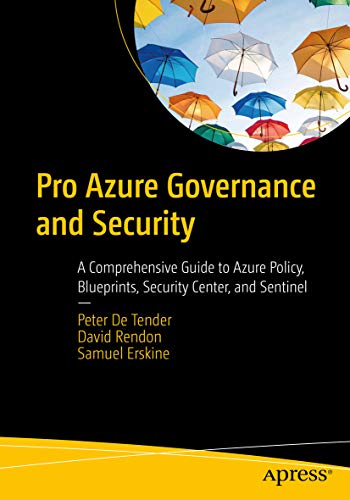 Pro Azure Governance
and Security
A Comprehensive Guide to Azure Policy,
Blueprints, Security Center, and Sentinel
—
Peter De Tender
David Rendon
Samuel Erskine
Apress®